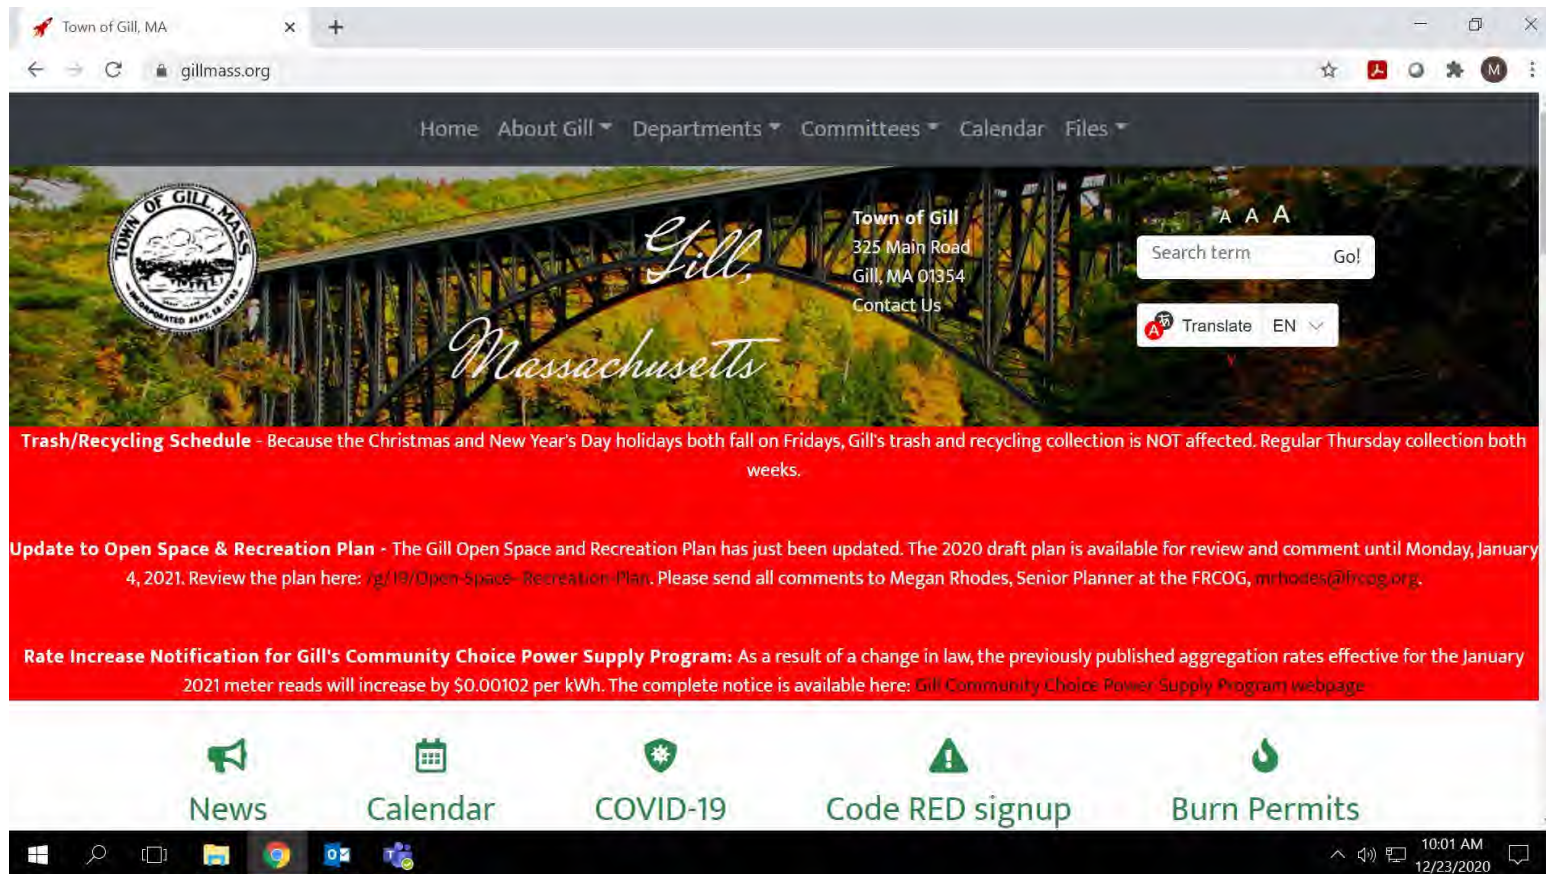 Town of Gill, MA
gillmass.org
M
Home About Gill Departments Committees Calendar Files
TOWN OF GILL, MASS.
INCORPORATED SEPT. 28, 1793
Gill,
Massachusetts
Town of Gill
325 Main Road
Gill, MA 01354
Contact Us
A A A
Search term Go!
Translate EN
Trash/Recycling Schedule - Because the Christmas and New Year's Day holidays both fall on Fridays, Gill's trash and recycling collection is NOT affected. Regular Thursday collection both
weeks.
Update to Open Space & Recreation Plan - The Gill Open Space and Recreation Plan has just been updated. The 2020 draft plan is available for review and comment until Monday, January
4, 2021. Review the plan here: /g/19/Open-Space-Recreation-Plan. Please send all comments to Megan Rhodes, Senior Planner at the FRCOG, mrhodes@frcog.org.
Rate Increase Notification for Gill's Community Choice Power Supply Program: As a result of a change in law, the previously published aggregation rates effective for the January
2021 meter reads will increase by $0.00102 per kWh. The complete notice is available here: Gill Community Choice Power Supply Program webpage
News Calendar COVID-19 Code RED signup Burn Permits
10:01 AM
12/23/2020